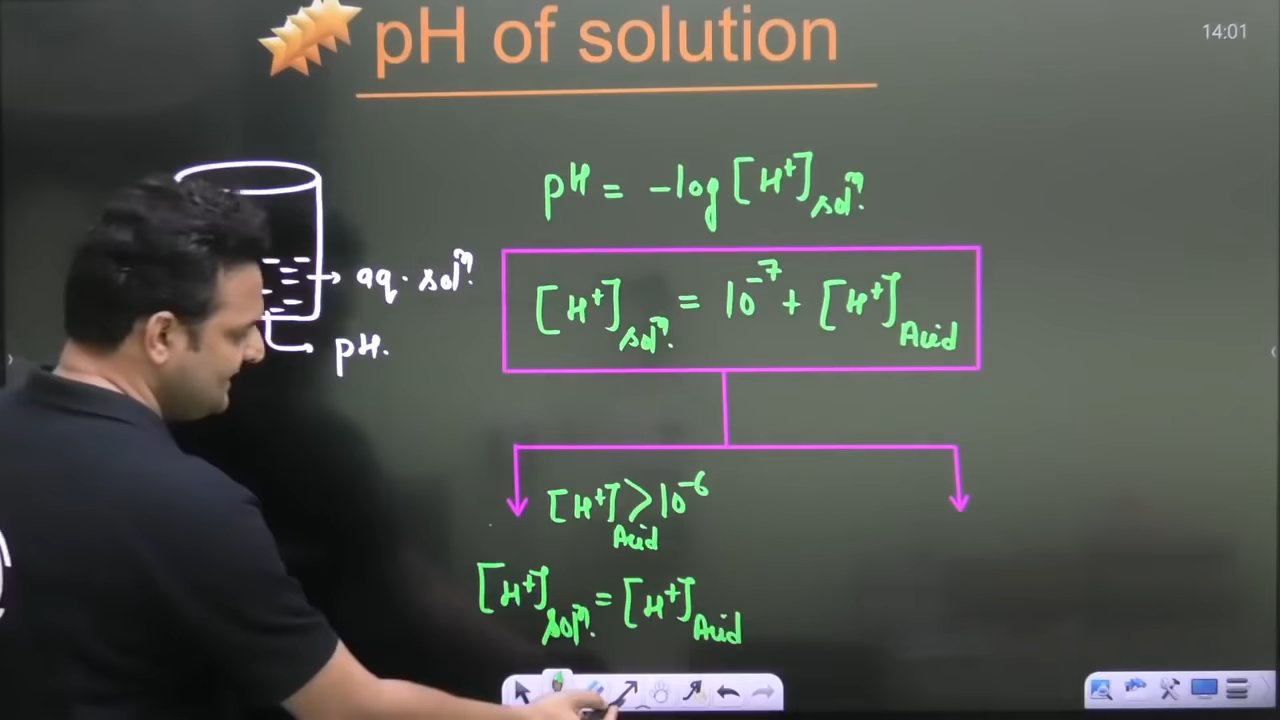 pH of solution
14:01
pH = -log [H⁺]solⁿ.
→ aq. solⁿ.
[H⁺]solⁿ. = 10⁻⁷ + [H⁺]Acid
→ pH.
[H⁺]Acid > 10⁻⁶
[H⁺]solⁿ. = [H⁺]Acid